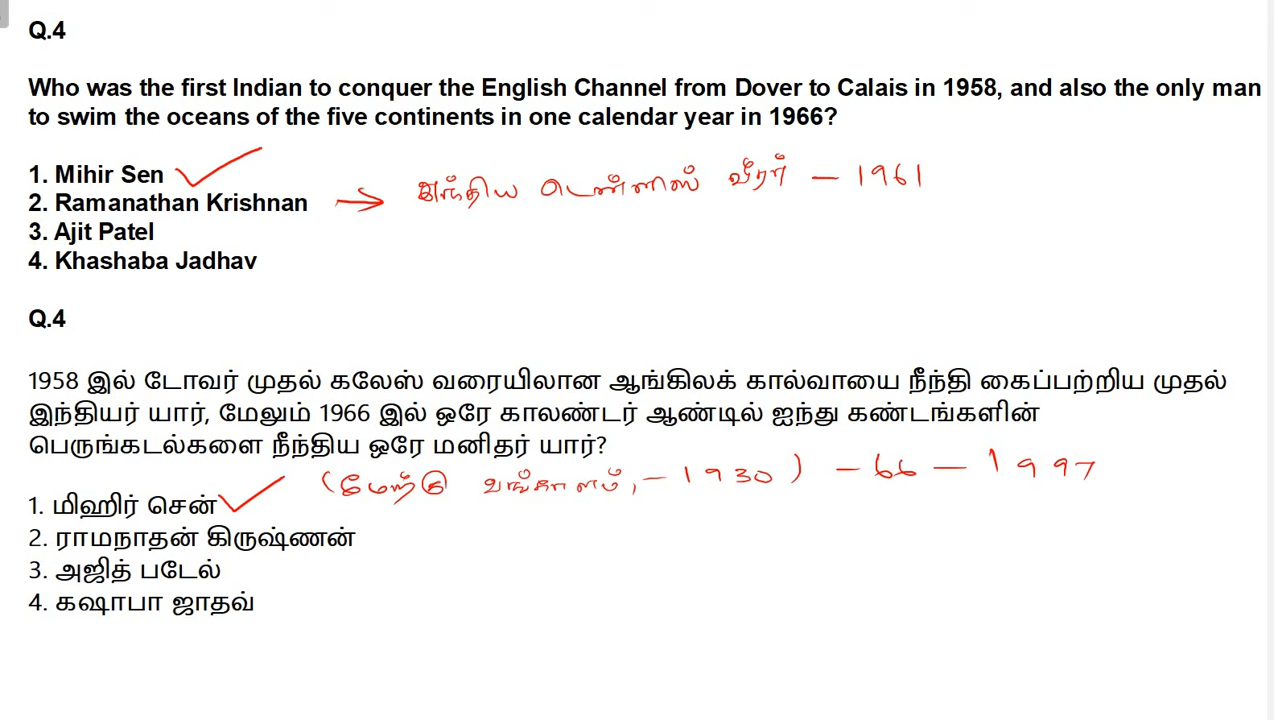 Q.4
Who was the first Indian to conquer the English Channel from Dover to Calais in 1958, and also the only man
to swim the oceans of the five continents in one calendar year in 1966?
1. Mihir Sen
2. Ramanathan Krishnan → இந்திய டென்னிஸ் வீரர் – 1961
3. Ajit Patel
4. Khashaba Jadhav
Q.4
1958 இல் டோவர் முதல் கலேஸ் வரையிலான ஆங்கிலக் கால்வாயை நீந்தி கைப்பற்றிய முதல்
இந்தியர் யார், மேலும் 1966 இல் ஒரே காலண்டர் ஆண்டில் ஐந்து கண்டங்களின்
பெருங்கடல்களை நீந்திய ஒரே மனிதர் யார்?
(மேற்கு வங்காளம், – 1930) – 66 – 1997
1. மிஹிர் சென்
2. ராமநாதன் கிருஷ்ணன்
3. அஜித் படேல்
4. கஷாபா ஜாதவ்